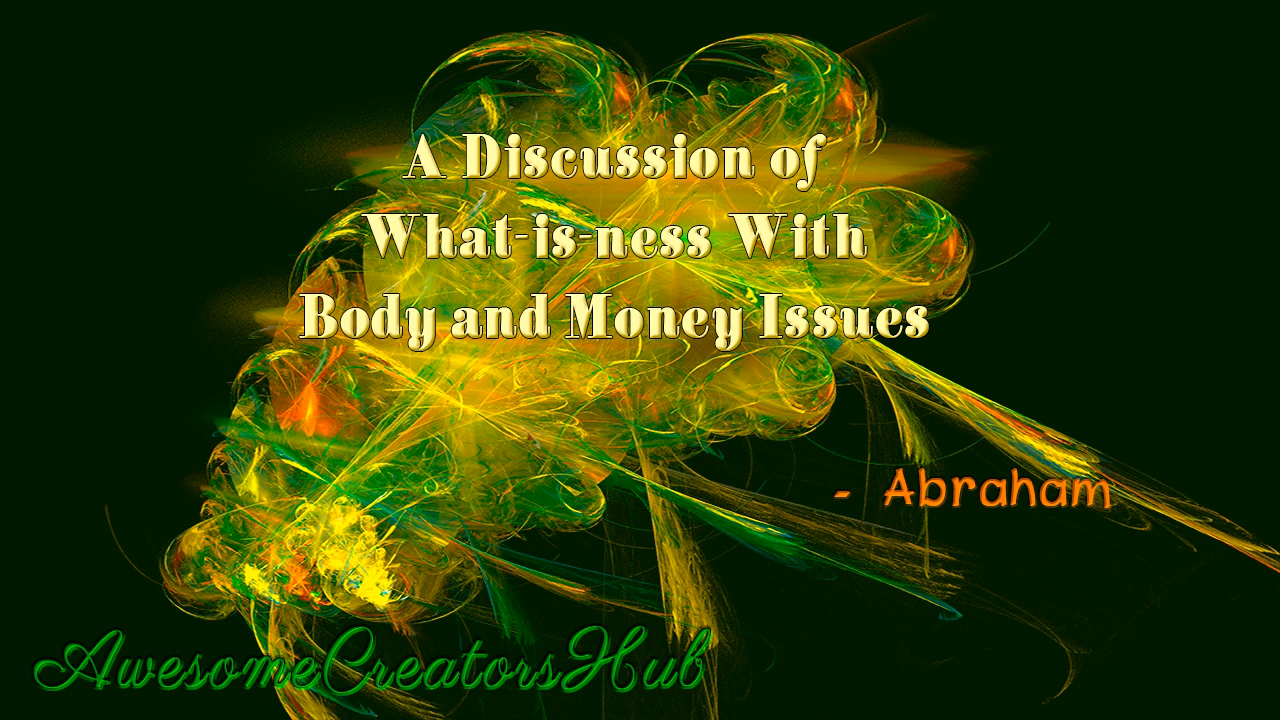 A Discussion of
What-is-ness With
Body and Money Issues
- Abraham
AwesomeCreatorsHub